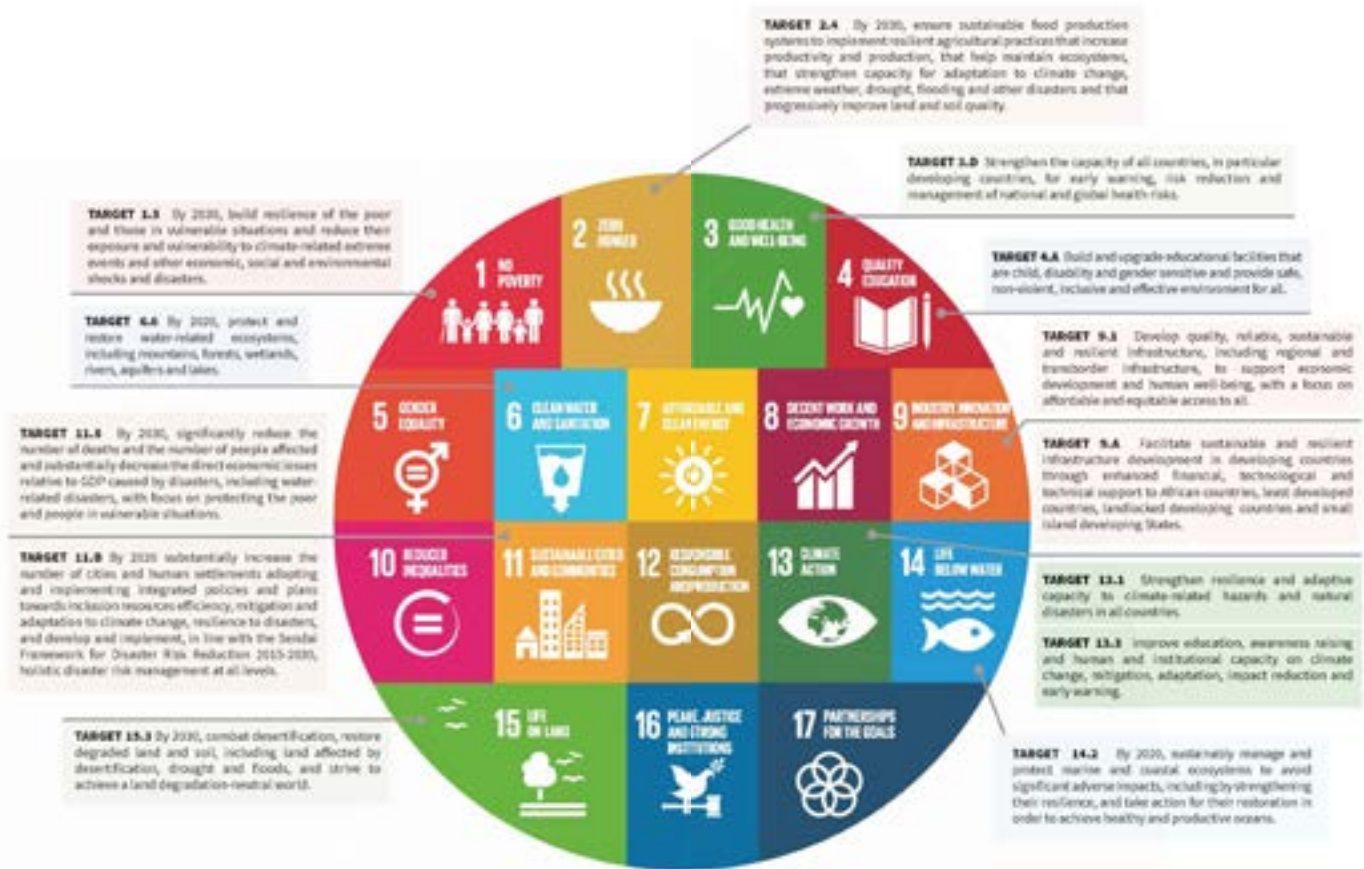 TARGET 2.4 By 2030, ensure sustainable food production
systems to implement resilient agricultural practices that increase
productivity and production, that help maintain ecosystems,
that strengthen capacity for adaptation to climate change,
extreme weather, drought, flooding and other disasters and that
progressively improve land and soil quality.
TARGET 3.D Strengthen the capacity of all countries, in particular
developing countries, for early warning, risk reduction and
management of national and global health risks.
TARGET 1.5 By 2030, build resilience of the poor
and those in vulnerable situations and reduce their
exposure and vulnerability to climate-related extreme
events and other economic, social and environmental
shocks and disasters.
TARGET 4.A Build and upgrade educational facilities that
are child, disability and gender sensitive and provide safe,
non-violent, inclusive and effective environment for all.
TARGET 6.6 By 2020, protect and
restore water-related ecosystems,
including mountains, forests, wetlands,
rivers, aquifers and lakes.
TARGET 9.1 Develop quality, reliable, sustainable
and resilient infrastructure, including regional and
transborder infrastructure, to support economic
development and human well-being, with a focus on
affordable and equitable access to all.
TARGET 9.A Facilitate sustainable and resilient
infrastructure development in developing countries
through enhanced financial, technological and
technical support to African countries, least developed
countries, landlocked developing countries and small
island developing States.
TARGET 11.5 By 2030, significantly reduce the
number of deaths and the number of people affected
and substantially decrease the direct economic losses
relative to GDP caused by disasters, including water-
related disasters, with focus on protecting the poor
and people in vulnerable situations.
TARGET 11.B By 2020 substantially increase the
number of cities and human settlements adopting
and implementing integrated policies and plans
towards inclusion resources efficiency, mitigation and
adaptation to climate change, resilience to disasters,
and develop and implement, in line with the Sendai
Framework for Disaster Risk Reduction 2015-2030,
holistic disaster risk management at all levels.
TARGET 13.1 Strengthen resilience and adaptive
capacity to climate-related hazards and natural
disasters in all countries.
TARGET 13.3 Improve education, awareness raising
and human and institutional capacity on climate
change, mitigation, adaptation, impact reduction and
early warning.
TARGET 15.3 By 2030, combat desertification, restore
degraded land and soil, including land affected by
desertification, drought and floods, and strive to
achieve a land degradation-neutral world.
TARGET 14.2 By 2020, sustainably manage and
protect marine and coastal ecosystems to avoid
significant adverse impacts, including by strengthening
their resilience, and take action for their restoration in
order to achieve healthy and productive oceans.
1 NO
POVERTY
2 ZERO
HUNGER
3 GOOD HEALTH
AND WELL-BEING
4 QUALITY
EDUCATION
5 GENDER
EQUALITY
6 CLEAN WATER
AND SANITATION
7 AFFORDABLE AND
CLEAN ENERGY
8 DECENT WORK AND
ECONOMIC GROWTH
9 INDUSTRY, INNOVATION
AND INFRASTRUCTURE
10 REDUCED
INEQUALITIES
11 SUSTAINABLE CITIES
AND COMMUNITIES
12 RESPONSIBLE
CONSUMPTION
AND PRODUCTION
13 CLIMATE
ACTION
14 LIFE
BELOW WATER
15 LIFE
ON LAND
16 PEACE, JUSTICE
AND STRONG
INSTITUTIONS
17 PARTNERSHIPS
FOR THE GOALS